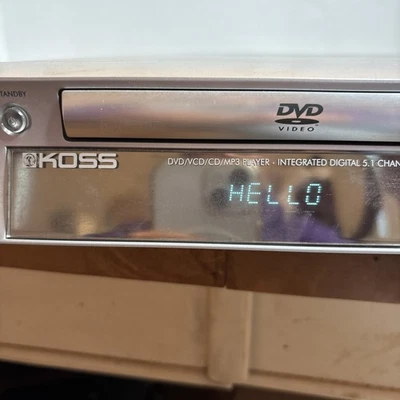 STANDBY
DVD
VIDEO
KOSS
DVD/VCD/CD/MP3 PLAYER • INTEGRATED DIGITAL 5.1 CHAN
HELLO